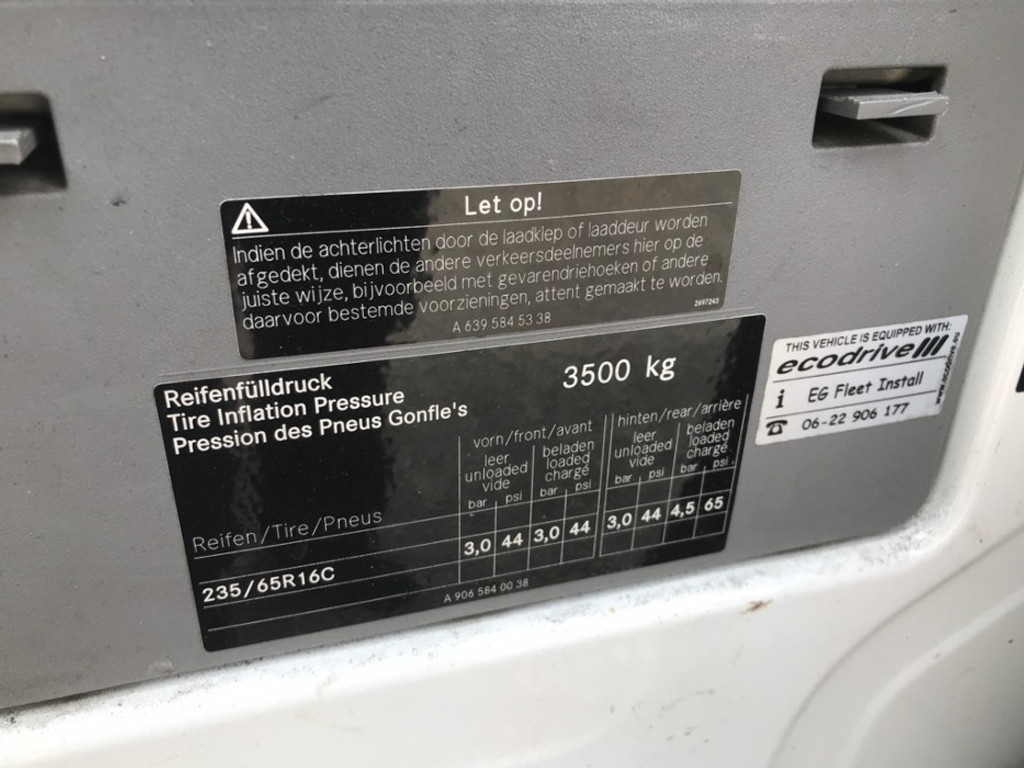 Let op!
Indien de achterlichten door de laadklep of laaddeur worden
afgedekt, dienen de andere verkeersdeelnemers hier op de
juiste wijze, bijvoorbeeld met gevarendriehoeken of andere
daarvoor bestemde voorzieningen, attent gemaakt te worden.
2697243
A 639 584 53 38
Reifenfülldruck
Tire Inflation Pressure
Pression des Pneus Gonfle's
3500 kg
vorn/front/avant hinten/rear/arrière
leer beladen leer beladen
unloaded loaded unloaded loaded
vide chargé vide chargé
bar psi bar psi bar psi bar psi
Reifen/Tire/Pneus
235/65R16C 3,0 44 3,0 44 3,0 44 4,5 65
A 906 584 00 38
THIS VEHICLE IS EQUIPPED WITH:
ecodrive
www.ecodrive.eu
i EG Fleet Install
☎ 06-22 906 177